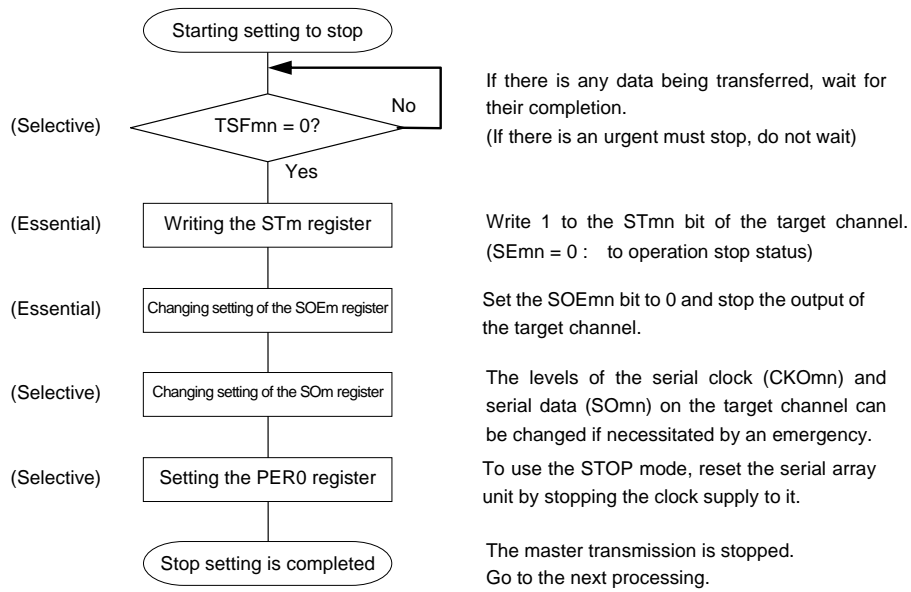 Starting setting to stop
If there is any data being transferred, wait for
their completion.
(If there is an urgent must stop, do not wait)
(Selective)
TSFmn = 0?
No
Yes
(Essential)
Writing the STm register
Write 1 to the STmn bit of the target channel.
(SEmn = 0 : to operation stop status)
(Essential)
Changing setting of the SOEm register
Set the SOEmn bit to 0 and stop the output of
the target channel.
(Selective)
Changing setting of the SOm register
The levels of the serial clock (CKOmn) and
serial data (SOmn) on the target channel can
be changed if necessitated by an emergency.
(Selective)
Setting the PER0 register
To use the STOP mode, reset the serial array
unit by stopping the clock supply to it.
Stop setting is completed
The master transmission is stopped.
Go to the next processing.